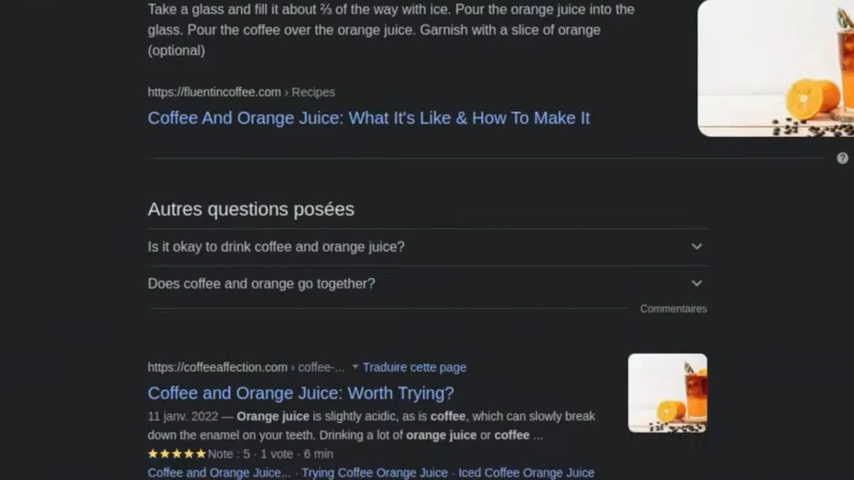 Take a glass and fill it about ⅔ of the way with ice. Pour the orange juice into the
glass. Pour the coffee over the orange juice. Garnish with a slice of orange
(optional)
https://fluentincoffee.com › Recipes
Coffee And Orange Juice: What It's Like & How To Make It
Autres questions posées
Is it okay to drink coffee and orange juice?
Does coffee and orange go together?
Commentaires
https://coffeeaffection.com › coffee-... Traduire cette page
Coffee and Orange Juice: Worth Trying?
11 janv. 2022 — Orange juice is slightly acidic, as is coffee, which can slowly break
down the enamel on your teeth. Drinking a lot of orange juice or coffee ...
★★★★★ Note : 5 · 1 vote · 6 min
Coffee and Orange Juice... · Trying Coffee Orange Juice · Iced Coffee Orange Juice